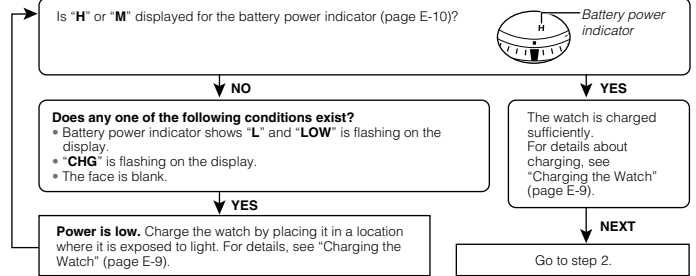 Is “H” or “M” displayed for the battery power indicator (page E-10)?
Battery power
indicator
H
NO
YES
Does any one of the following conditions exist?
• Battery power indicator shows “L” and “LOW” is flashing on the
display.
• “CHG” is flashing on the display.
• The face is blank.
The watch is charged
sufficiently.
For details about
charging, see
“Charging the Watch”
(page E-9).
YES
NEXT
Power is low. Charge the watch by placing it in a location
where it is exposed to light. For details, see “Charging the
Watch” (page E-9).
Go to step 2.